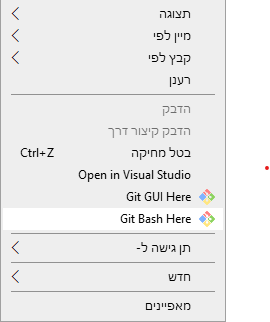 תצוגה
מיין לפי
קבץ לפי
רענן
הדבק
הדבק קיצור דרך
בטל מחיקה Ctrl+Z
Open in Visual Studio
Git GUI Here
Git Bash Here
תן גישה ל-
חדש
מאפיינים